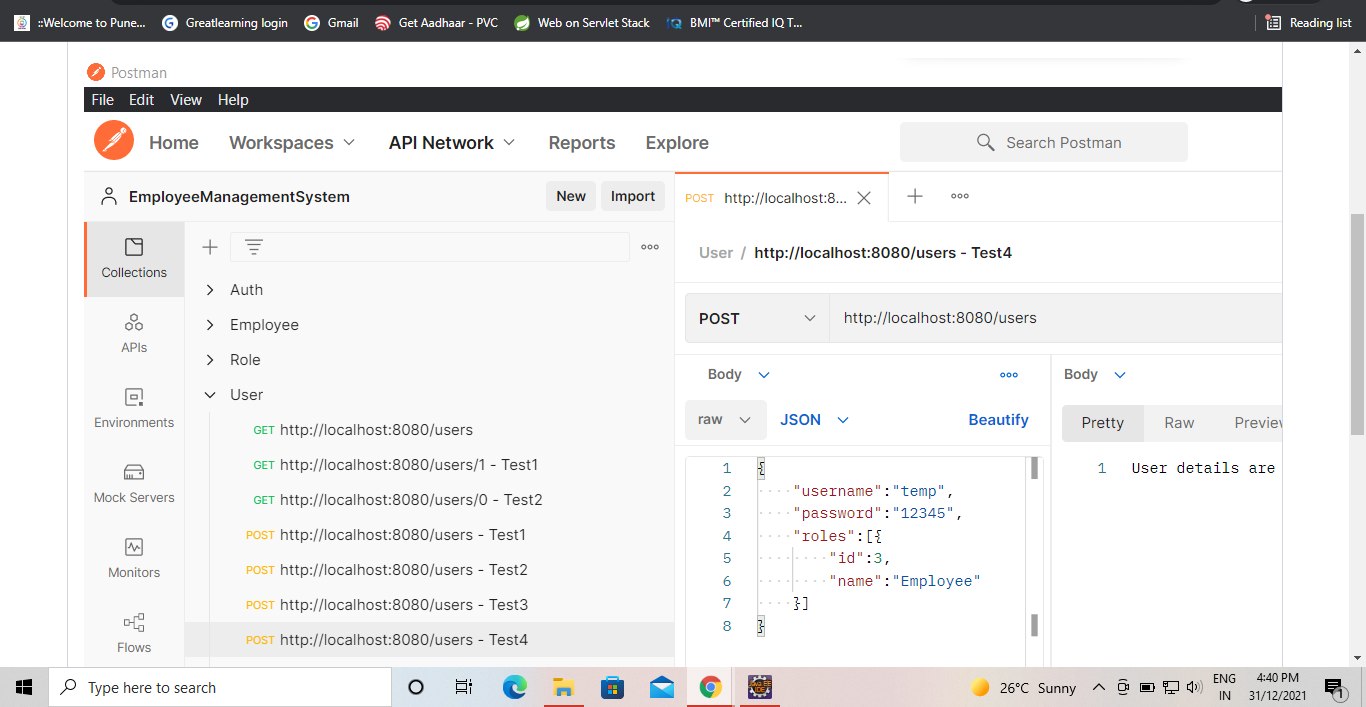 ::Welcome to Pune...
Greatlearning login
Gmail
Get Aadhaar - PVC
Web on Servlet Stack
BMI™ Certified IQ T...
Reading list
Postman
File Edit View Help
Home Workspaces API Network Reports Explore
Search Postman
EmployeeManagementSystem
New Import
POST http://localhost:8...
Collections
APIs
Environments
Mock Servers
Monitors
Flows
Auth
Employee
Role
User
GET http://localhost:8080/users
GET http://localhost:8080/users/1 - Test1
GET http://localhost:8080/users/0 - Test2
POST http://localhost:8080/users - Test1
POST http://localhost:8080/users - Test2
POST http://localhost:8080/users - Test3
POST http://localhost:8080/users - Test4
User / http://localhost:8080/users - Test4
POST http://localhost:8080/users
Body
raw JSON Beautify
1 {
2 "username":"temp",
3 "password":"12345",
4 "roles":[{
5 "id":3,
6 "name":"Employee"
7 }]
8 }
Body
Pretty Raw Preview
1 User details are
Type here to search
26°C Sunny
ENG
IN
4:40 PM
31/12/2021
1